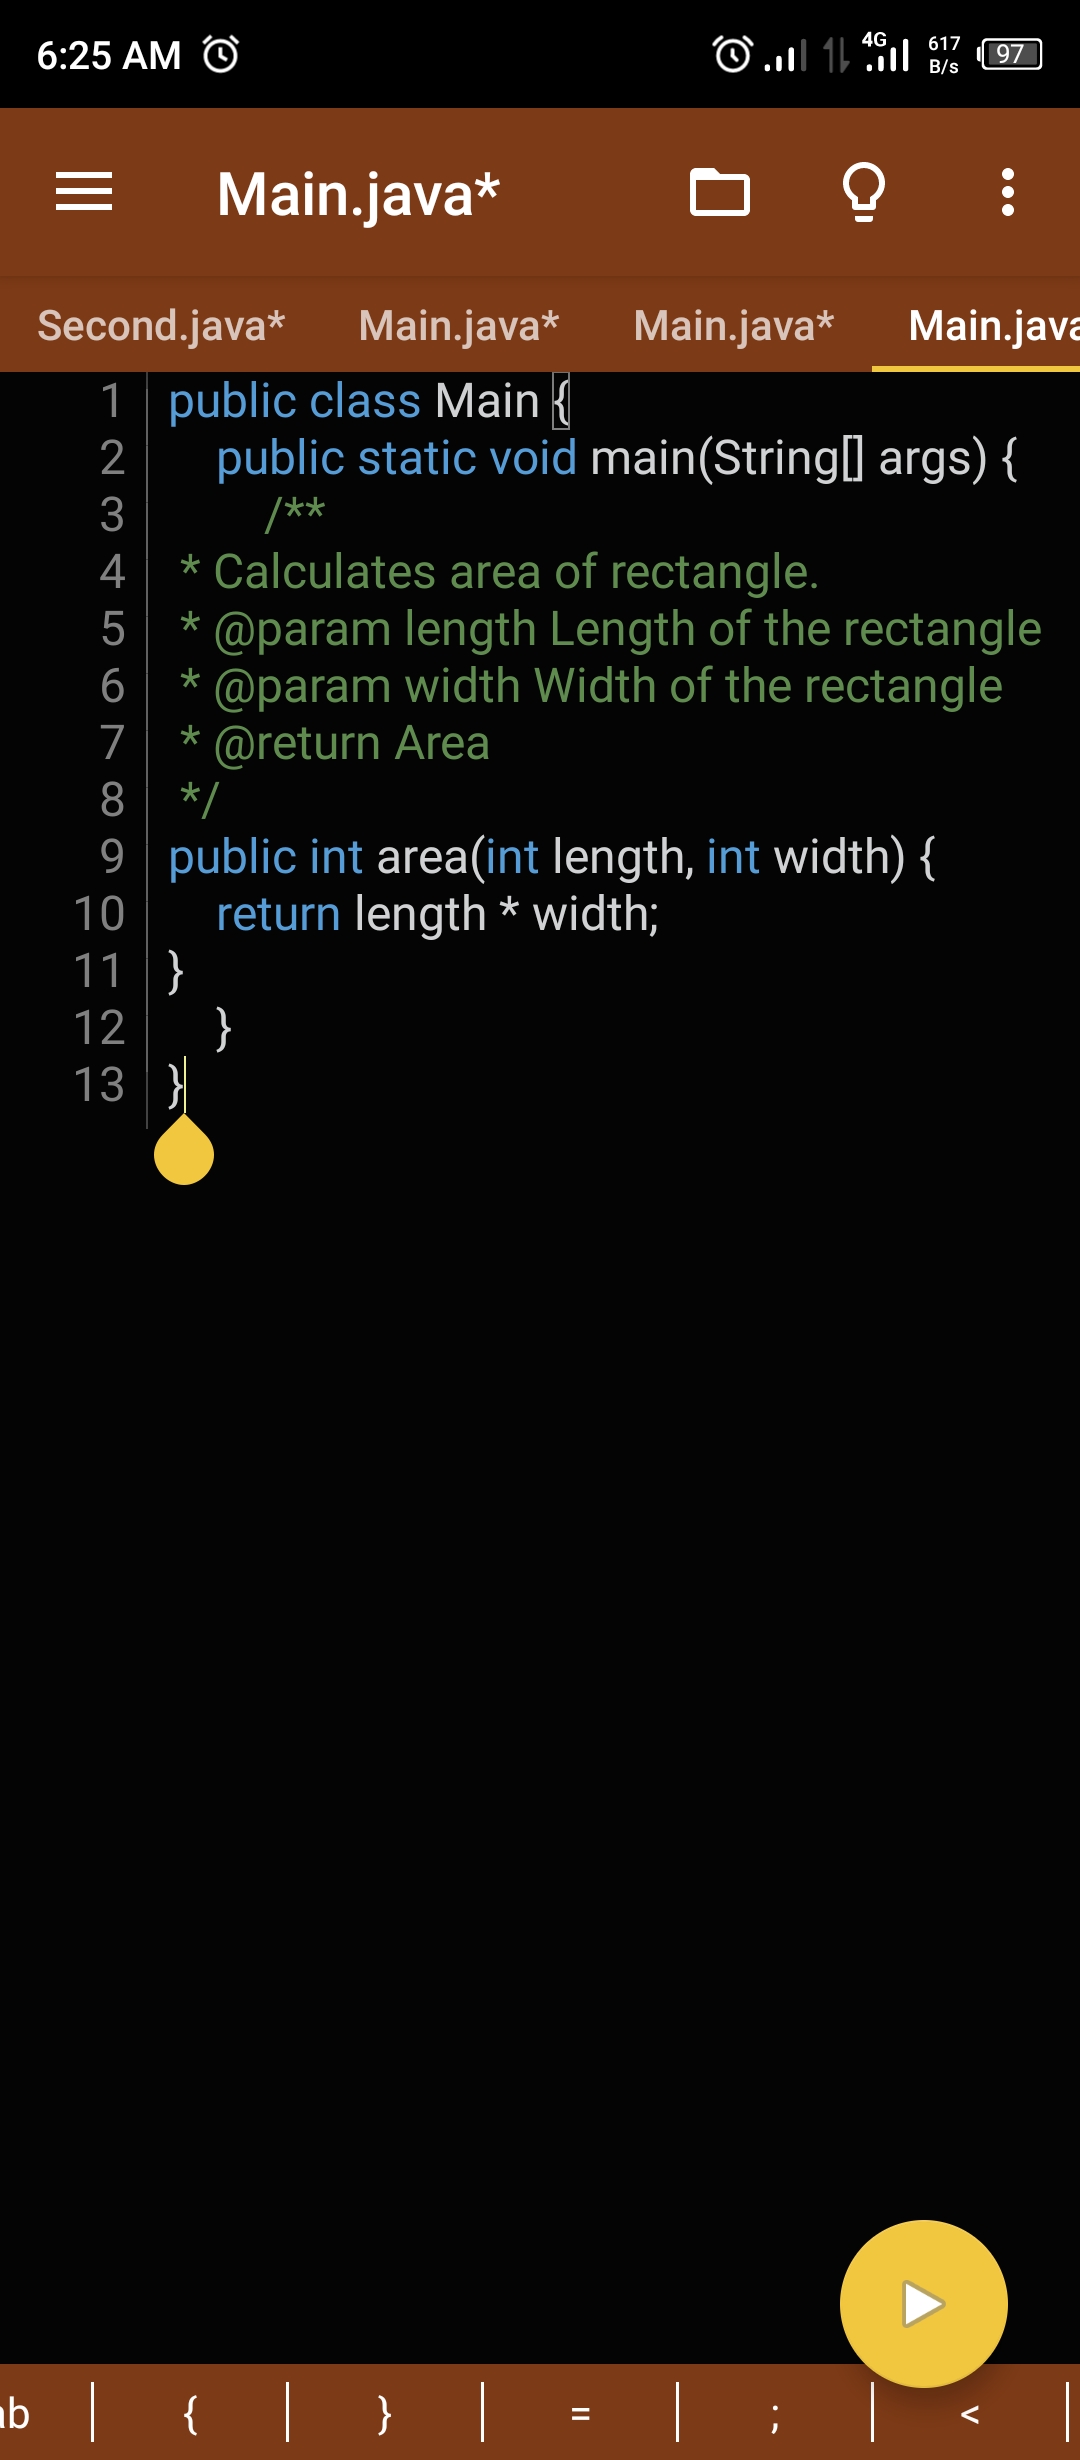 6:25 AM 4G 617 B/s 97
Main.java*
Second.java* Main.java* Main.java* Main.java
1 public class Main {
2 public static void main(String[] args) {
3 /**
4 * Calculates area of rectangle.
5 * @param length Length of the rectangle
6 * @param width Width of the rectangle
7 * @return Area
8 */
9 public int area(int length, int width) {
10 return length * width;
11 }
12 }
13 }
ab { } = ; <